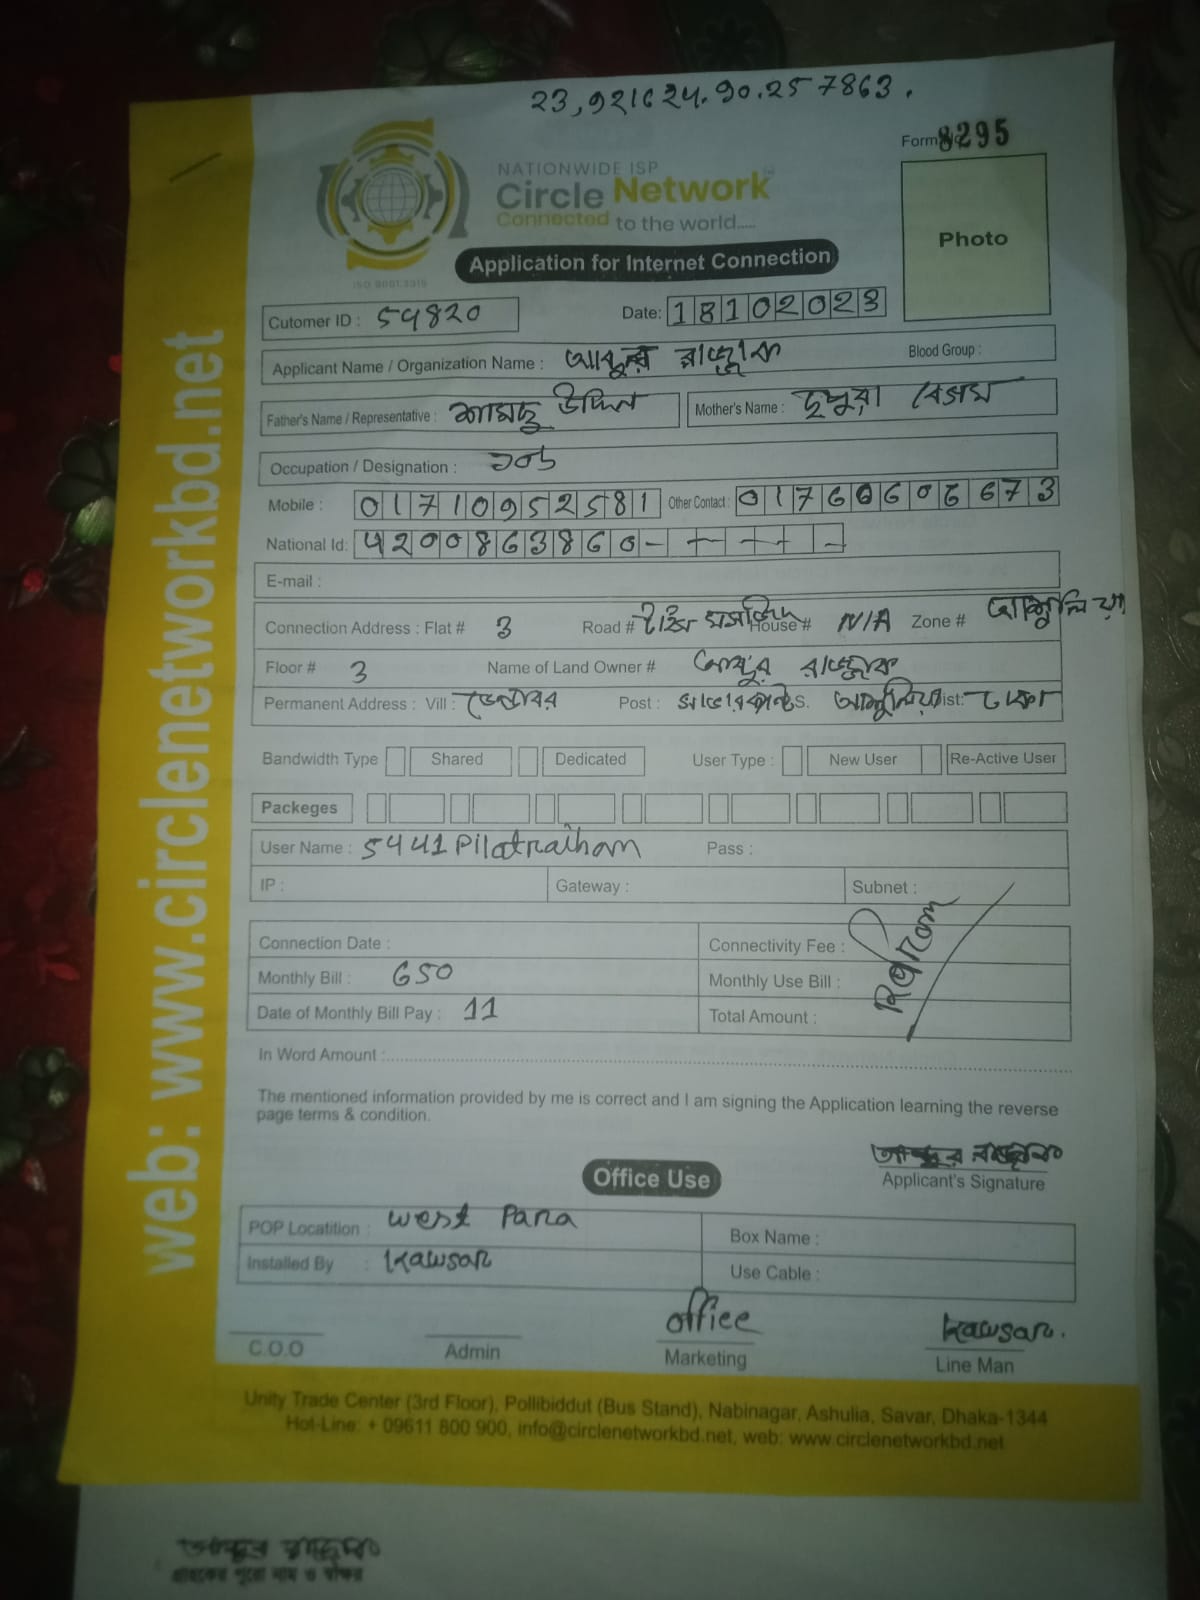 23,921624.90.257863.
Form 8295
NATIONWIDE ISP
Circle Network
Connected to the world.....
ISO 9001:2015
Photo
Application for Internet Connection
Cutomer ID : 54820 Date: 18102023
Applicant Name / Organization Name : আব্দুর রাজ্জাক Blood Group :
Father's Name / Representative : শামছু উদ্দিন Mother's Name : বেগম
Occupation / Designation :
Mobile : 01710952581 Other Contact : 01760606673
National Id: 4200863860-
E-mail :
Connection Address : Flat # 3 Road # মসজিদ House # N/A Zone # আশুলিয়া
Floor # 3 Name of Land Owner # আব্দুর রাজ্জাক
Permanent Address : Vill : Post : P.S. আশুলিয়া Dist: ঢাকা
Bandwidth Type Shared Dedicated User Type : New User Re-Active User
Packeges
User Name : 5441Pilotraihan Pass :
IP : Gateway : Subnet :
Connection Date : Connectivity Fee :
Monthly Bill : 650 Monthly Use Bill :
Date of Monthly Bill Pay : 11 Total Amount :
In Word Amount :
The mentioned information provided by me is correct and I am signing the Application learning the reverse
page terms & condition.
আব্দুর রাজ্জাক
Applicant's Signature
Office Use
POP Locatition : West Para Box Name :
Installed By : Kawsar Use Cable :
office Kawsar.
C.O.O Admin Marketing Line Man
Unity Trade Center (3rd Floor), Pollibiddut (Bus Stand), Nabinagar, Ashulia, Savar, Dhaka-1344
Hot-Line: + 09611 800 900, info@circlenetworkbd.net, web: www.circlenetworkbd.net
web: www.circlenetworkbd.net
আব্দুর রাজ্জাক
গ্রাহকের পুরো নাম ও স্বাক্ষর